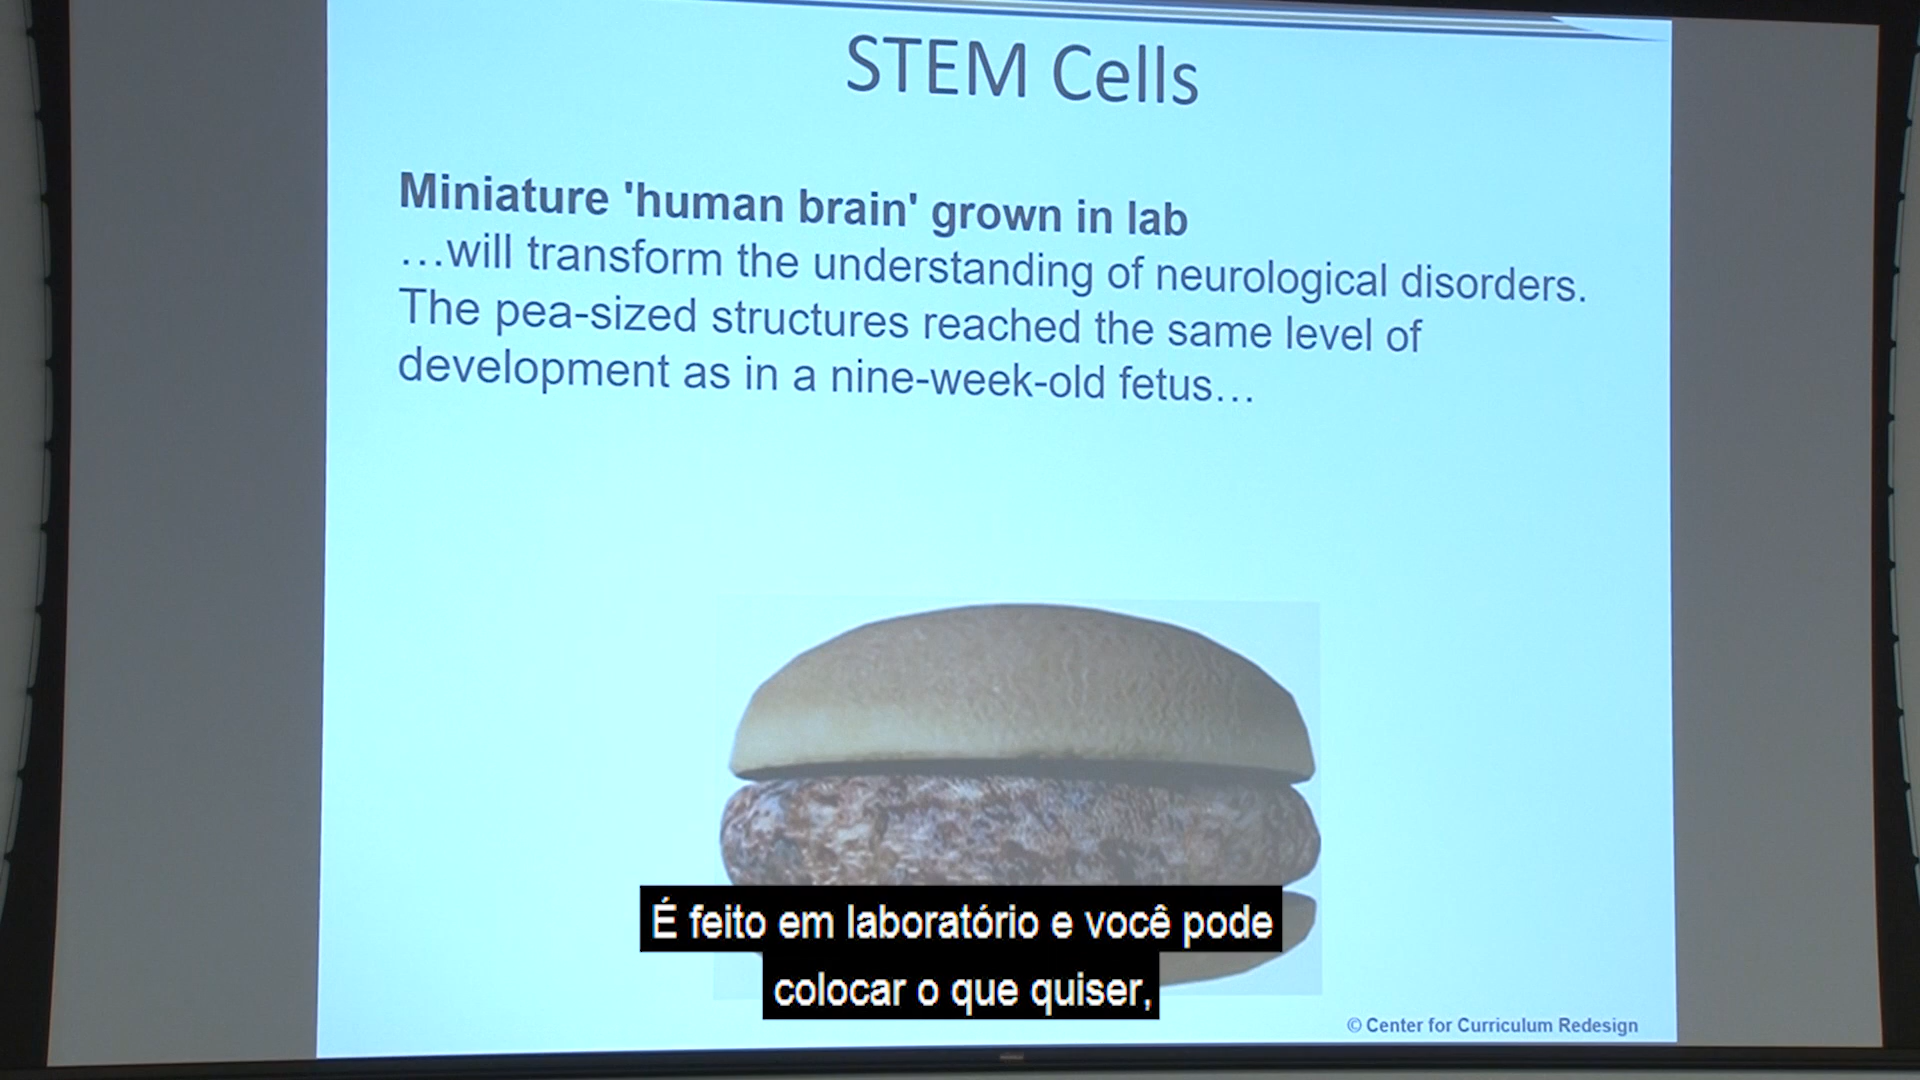 STEM Cells
Miniature 'human brain' grown in lab
…will transform the understanding of neurological disorders.
The pea-sized structures reached the same level of
development as in a nine-week-old fetus…
É feito em laboratório e você pode
colocar o que quiser,
© Center for Curriculum Redesign